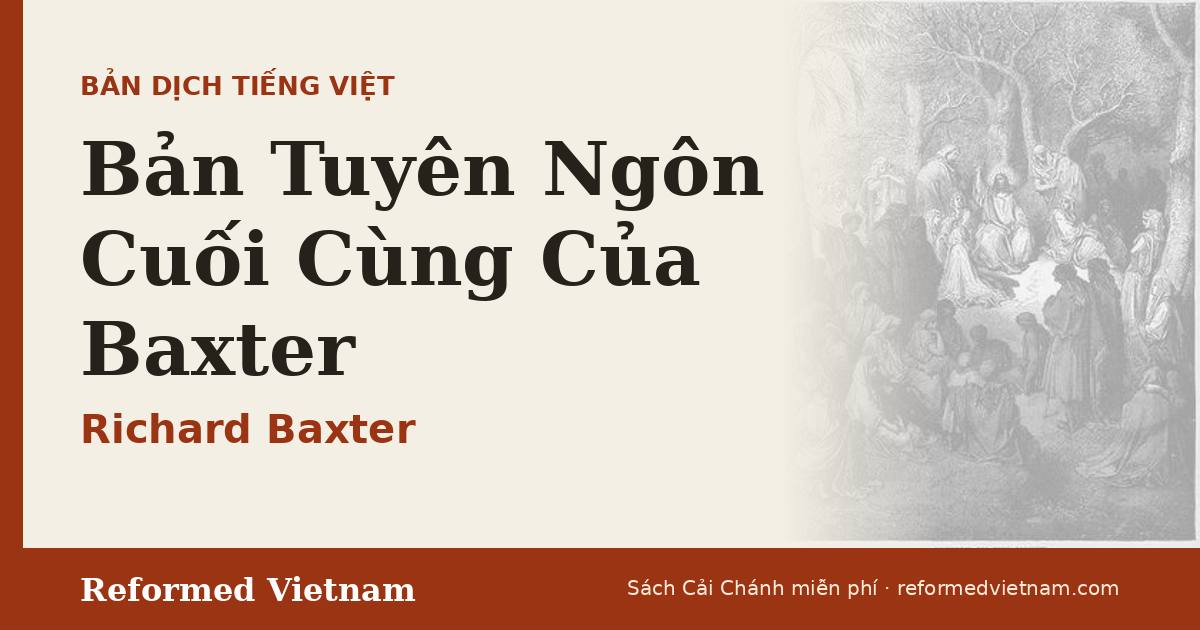 BẢN DỊCH TIẾNG VIỆT
Bản Tuyên Ngôn
Cuối Cùng Của
Baxter
Richard Baxter
Reformed Vietnam
Sách Cải Chánh miễn phí · reformedvietnam.com